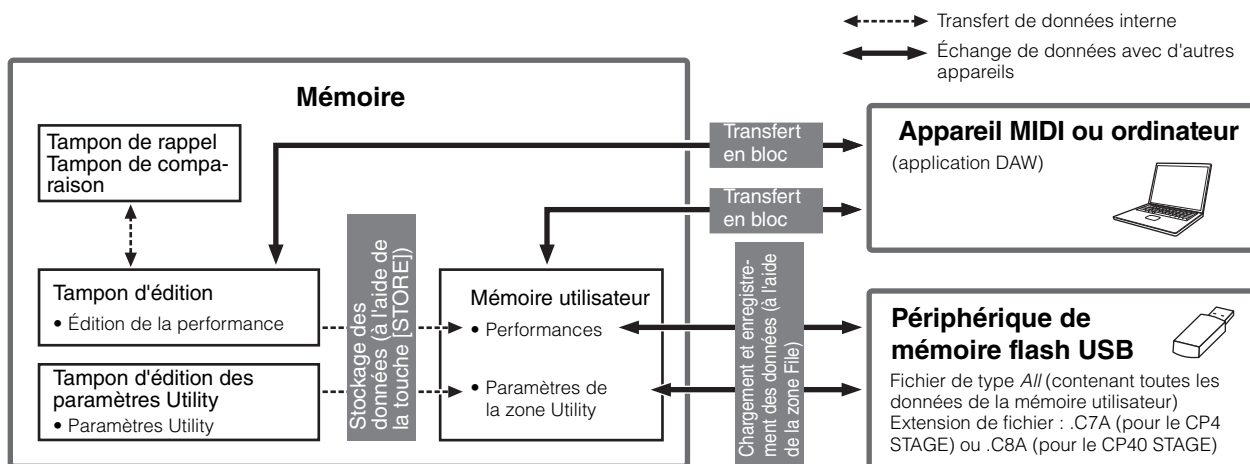 Transfert de données interne
Échange de données avec d'autres
appareils
Mémoire
Tampon de rappel
Tampon de compa-
raison
Tampon d'édition
• Édition de la performance
Tampon d'édition des
paramètres Utility
• Paramètres Utility
Stockage des
données (à l'aide de
la touche [STORE])
Mémoire utilisateur
• Performances
• Paramètres de
la zone Utility
Transfert
en bloc
Transfert
en bloc
Chargement et enregistre-
ment des données (à l'aide
de la zone File)
Appareil MIDI ou ordinateur
(application DAW)
Périphérique de
mémoire flash USB
Fichier de type All (contenant toutes les
données de la mémoire utilisateur)
Extension de fichier : .C7A (pour le CP4
STAGE) ou .C8A (pour le CP40 STAGE)